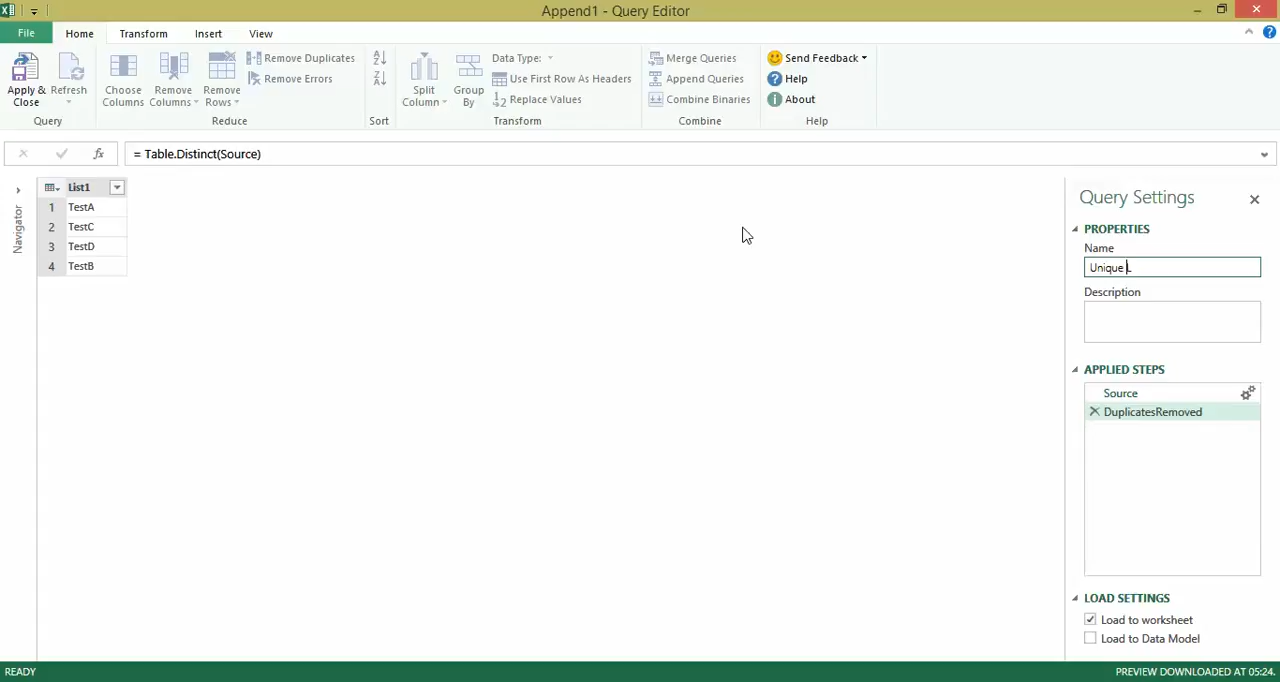 Append1 - Query Editor
File Home Transform Insert View
Apply & Close
Refresh
Choose Columns
Remove Columns
Remove Rows
Remove Duplicates
Remove Errors
Split Column
Group By
Data Type:
Use First Row As Headers
Replace Values
Merge Queries
Append Queries
Combine Binaries
Send Feedback
Help
About
Query Reduce Sort Transform Combine Help
fx = Table.Distinct(Source)
Navigator
List1
1 TestA
2 TestC
3 TestD
4 TestB
Query Settings
PROPERTIES
Name
Unique L
Description
APPLIED STEPS
Source
DuplicatesRemoved
LOAD SETTINGS
Load to worksheet
Load to Data Model
READY
PREVIEW DOWNLOADED AT 05:24.